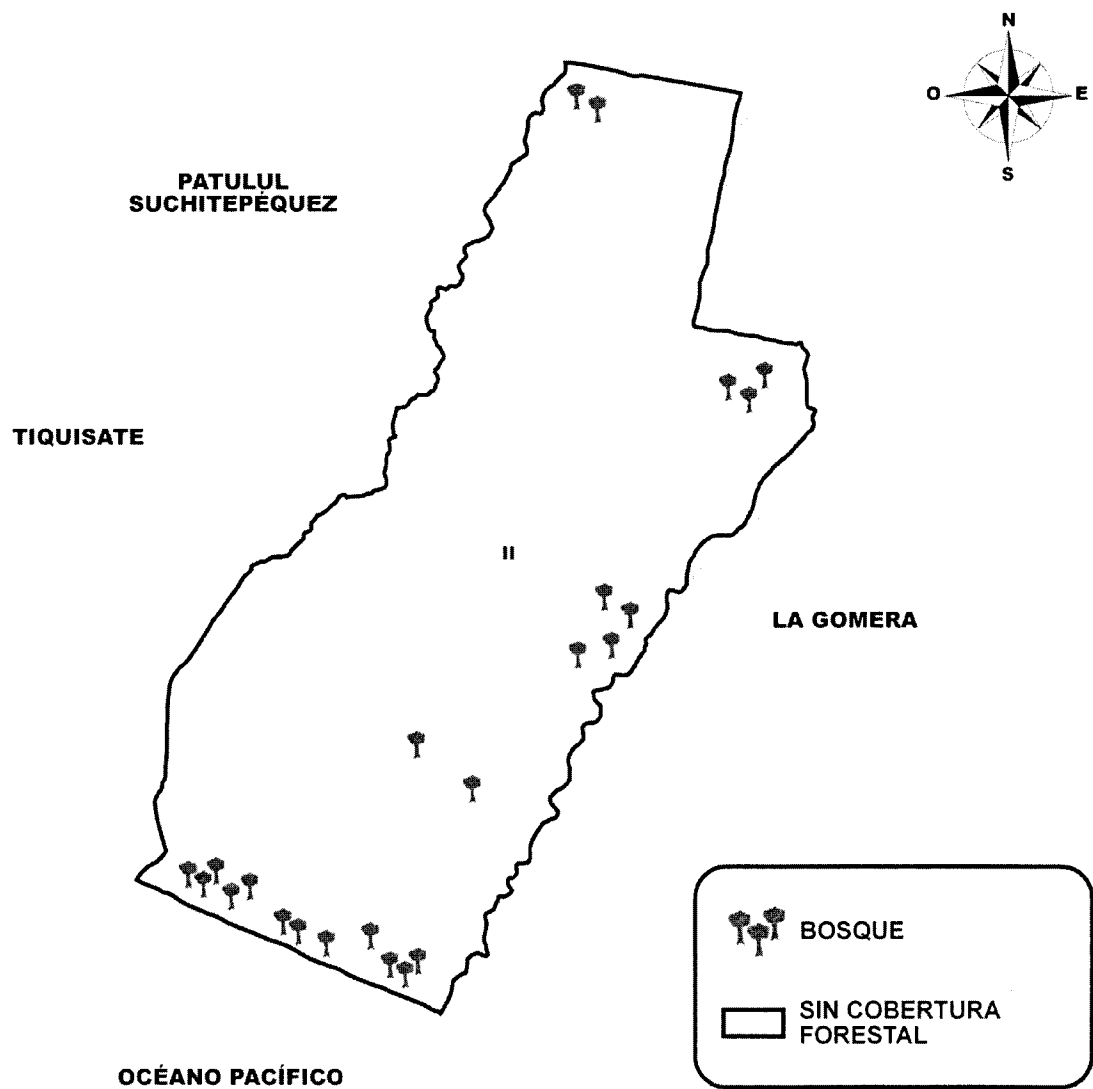 N
O
E
S
PATULUL
SUCHITEPÉQUEZ
TIQUISATE
II
LA GOMERA
BOSQUE
SIN COBERTURA
FORESTAL
OCÉANO PACÍFICO